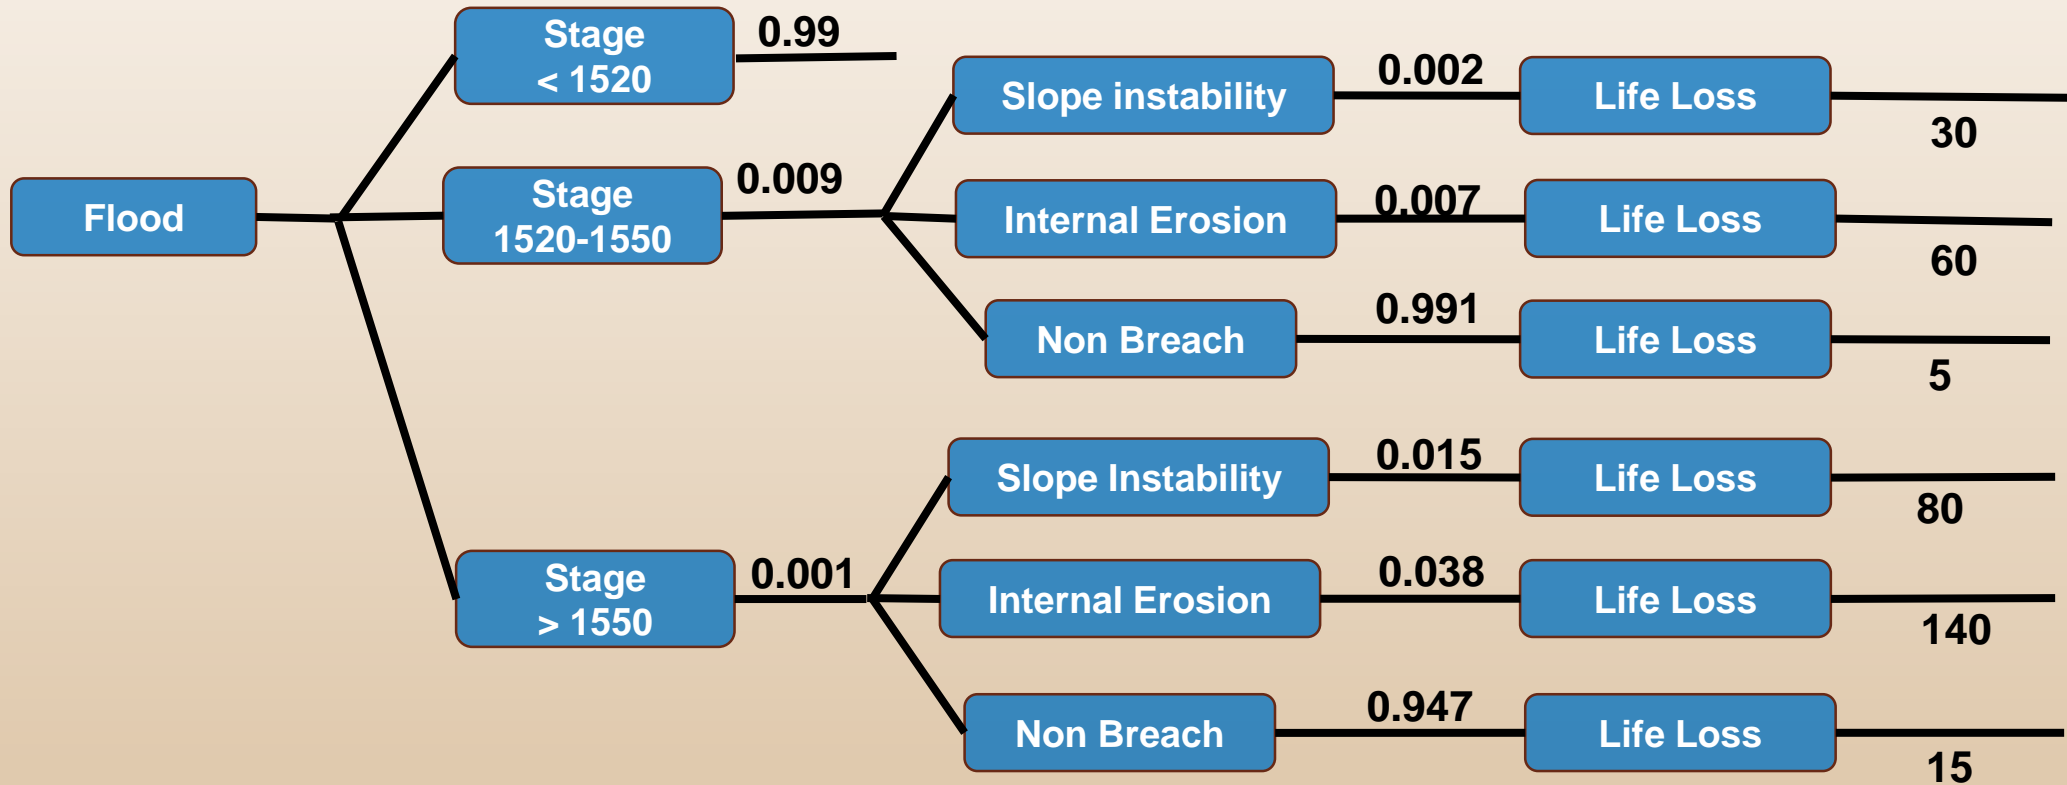 Flood
Stage
< 1520
0.99
Stage
1520-1550
0.009
Slope instability
0.002
Life Loss
30
Internal Erosion
0.007
Life Loss
60
Non Breach
0.991
Life Loss
5
Stage
> 1550
0.001
Slope Instability
0.015
Life Loss
80
Internal Erosion
0.038
Life Loss
140
Non Breach
0.947
Life Loss
15